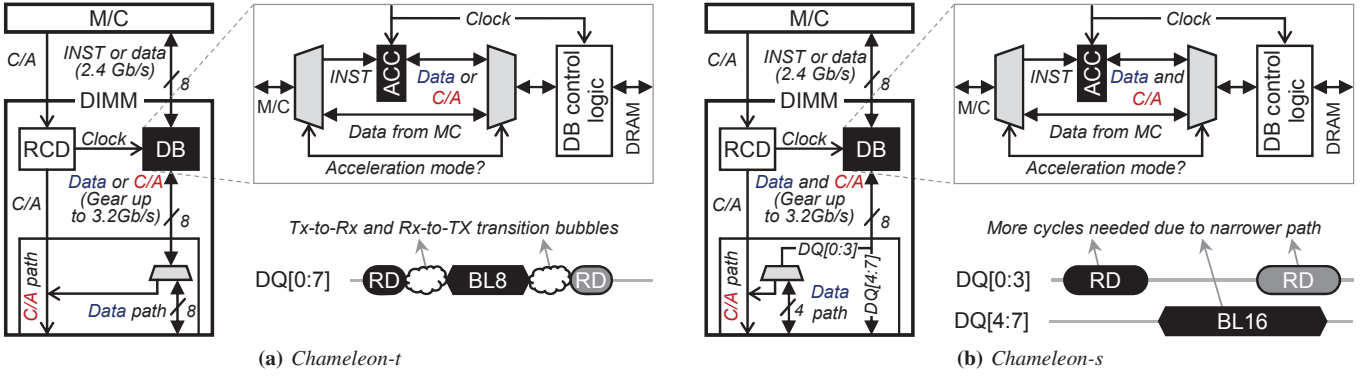 M/C
C/A
INST or data
(2.4 Gb/s)
8
DIMM
RCD
Clock
DB
Data or C/A
(Gear up
to 3.2Gb/s)
8
C/A
C/A path
Data path
8
Clock
INST
ACC
Data or
C/A
M/C
Data from MC
Acceleration mode?
DB control
logic
DRAM
Tx-to-Rx and Rx-to-TX transition bubbles
DQ[0:7]
RD
BL8
RD
(a) Chameleon-t
M/C
C/A
INST or data
(2.4 Gb/s)
8
DIMM
RCD
Clock
DB
Data and C/A
(Gear up
to 3.2Gb/s)
8
C/A
DQ[0:3]
DQ[4:7]
C/A path
4
Data
path
Clock
INST
ACC
Data and
C/A
M/C
Data from MC
Acceleration mode?
DB control
logic
DRAM
More cycles needed due to narrower path
DQ[0:3]
RD
RD
DQ[4:7]
BL16
(b) Chameleon-s